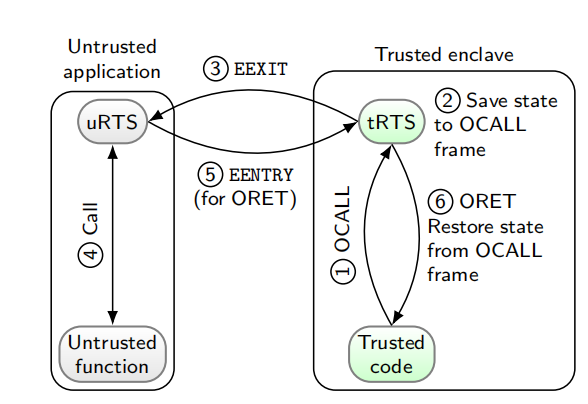 Untrusted
application
Trusted enclave
③ EEXIT
uRTS
tRTS
② Save state
to OCALL
frame
⑤ EENTRY
(for ORET)
④ Call
① OCALL
⑥ ORET
Restore state
from OCALL
frame
Untrusted
function
Trusted
code